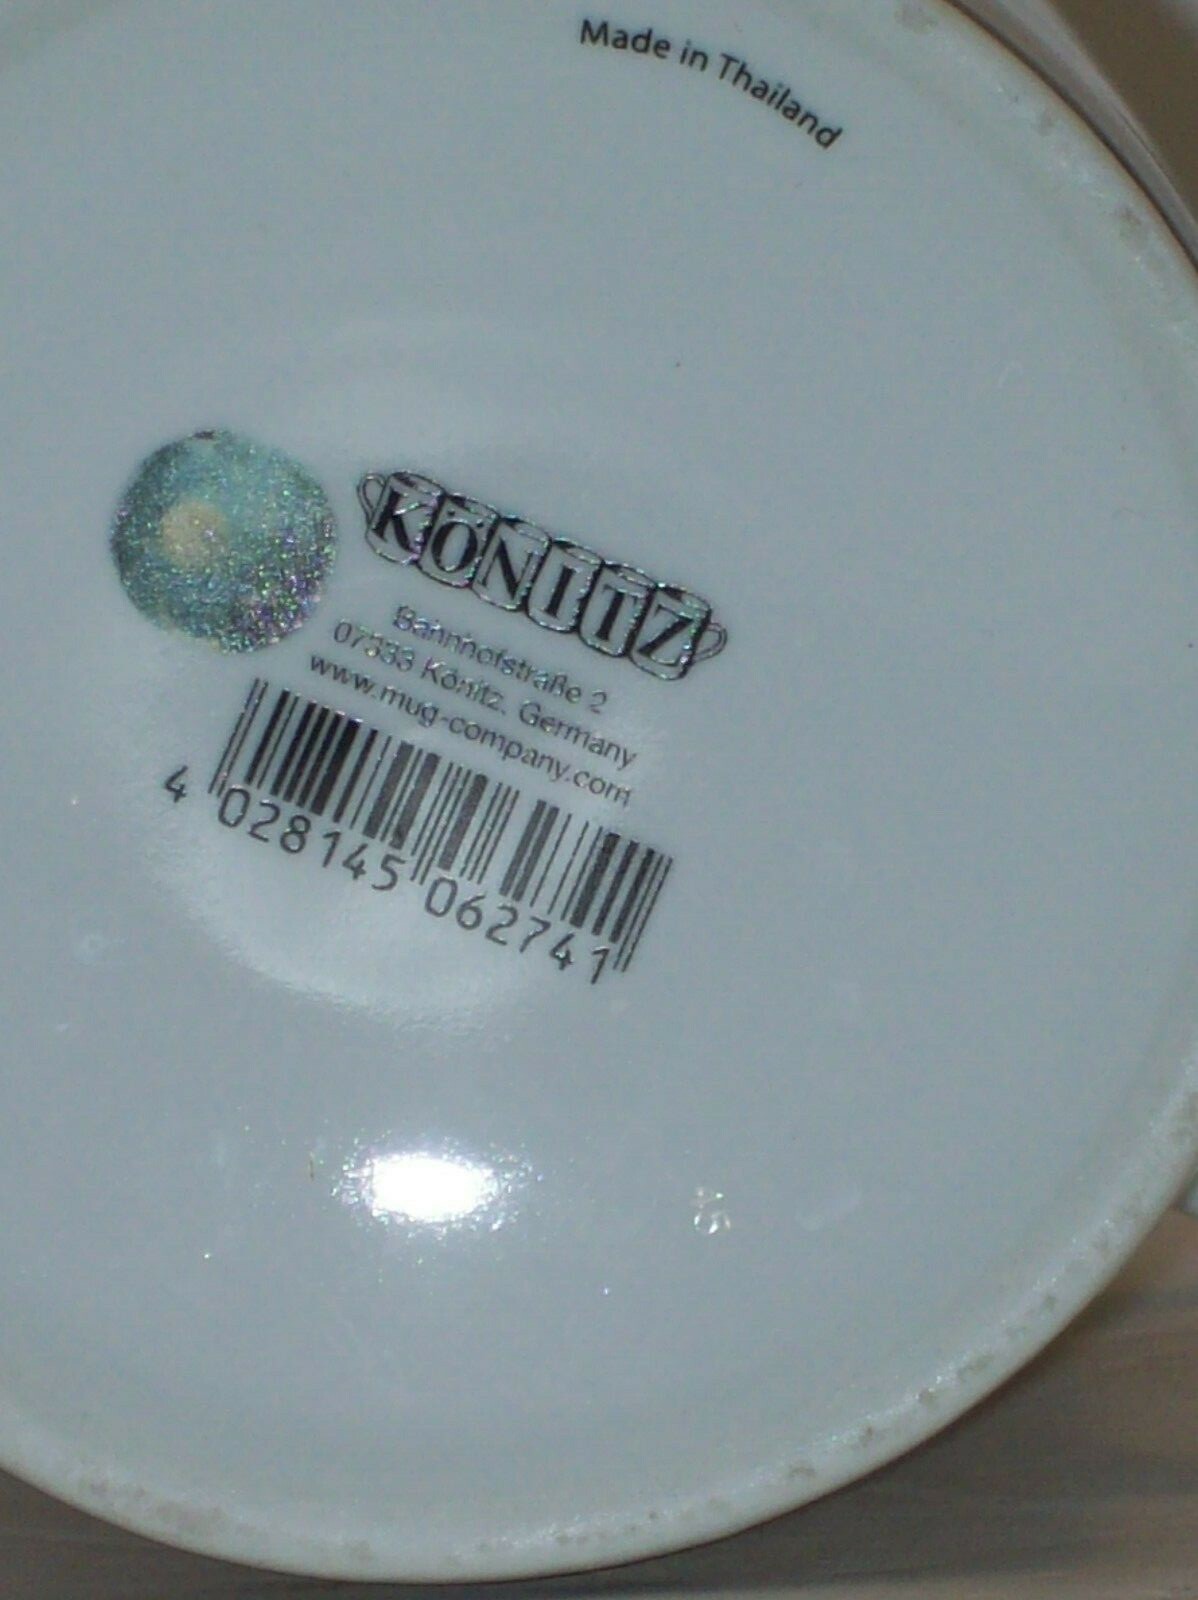 Made in Thailand
KÖNITZ
Bahnhofstraße 2
07333 Könitz, Germany
www.mug-company.com
4 028145 062741